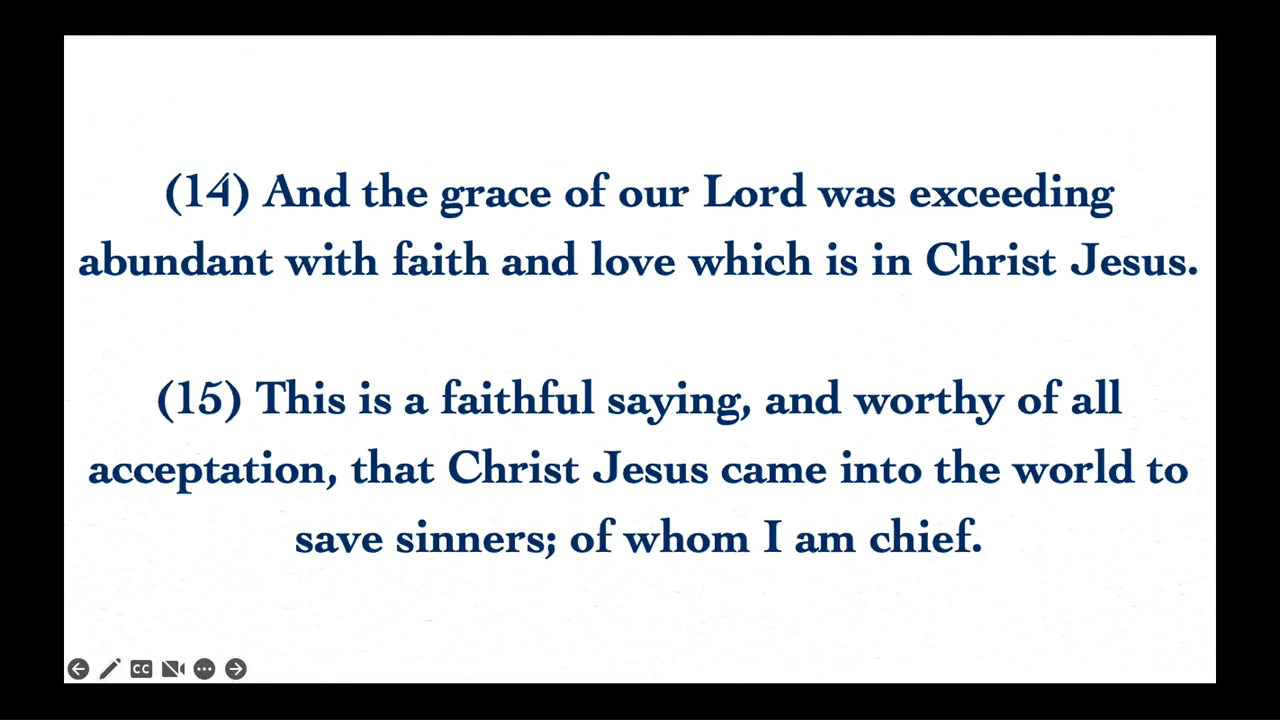 (14) And the grace of our Lord was exceeding
abundant with faith and love which is in Christ Jesus.
(15) This is a faithful saying, and worthy of all
acceptation, that Christ Jesus came into the world to
save sinners; of whom I am chief.
CC